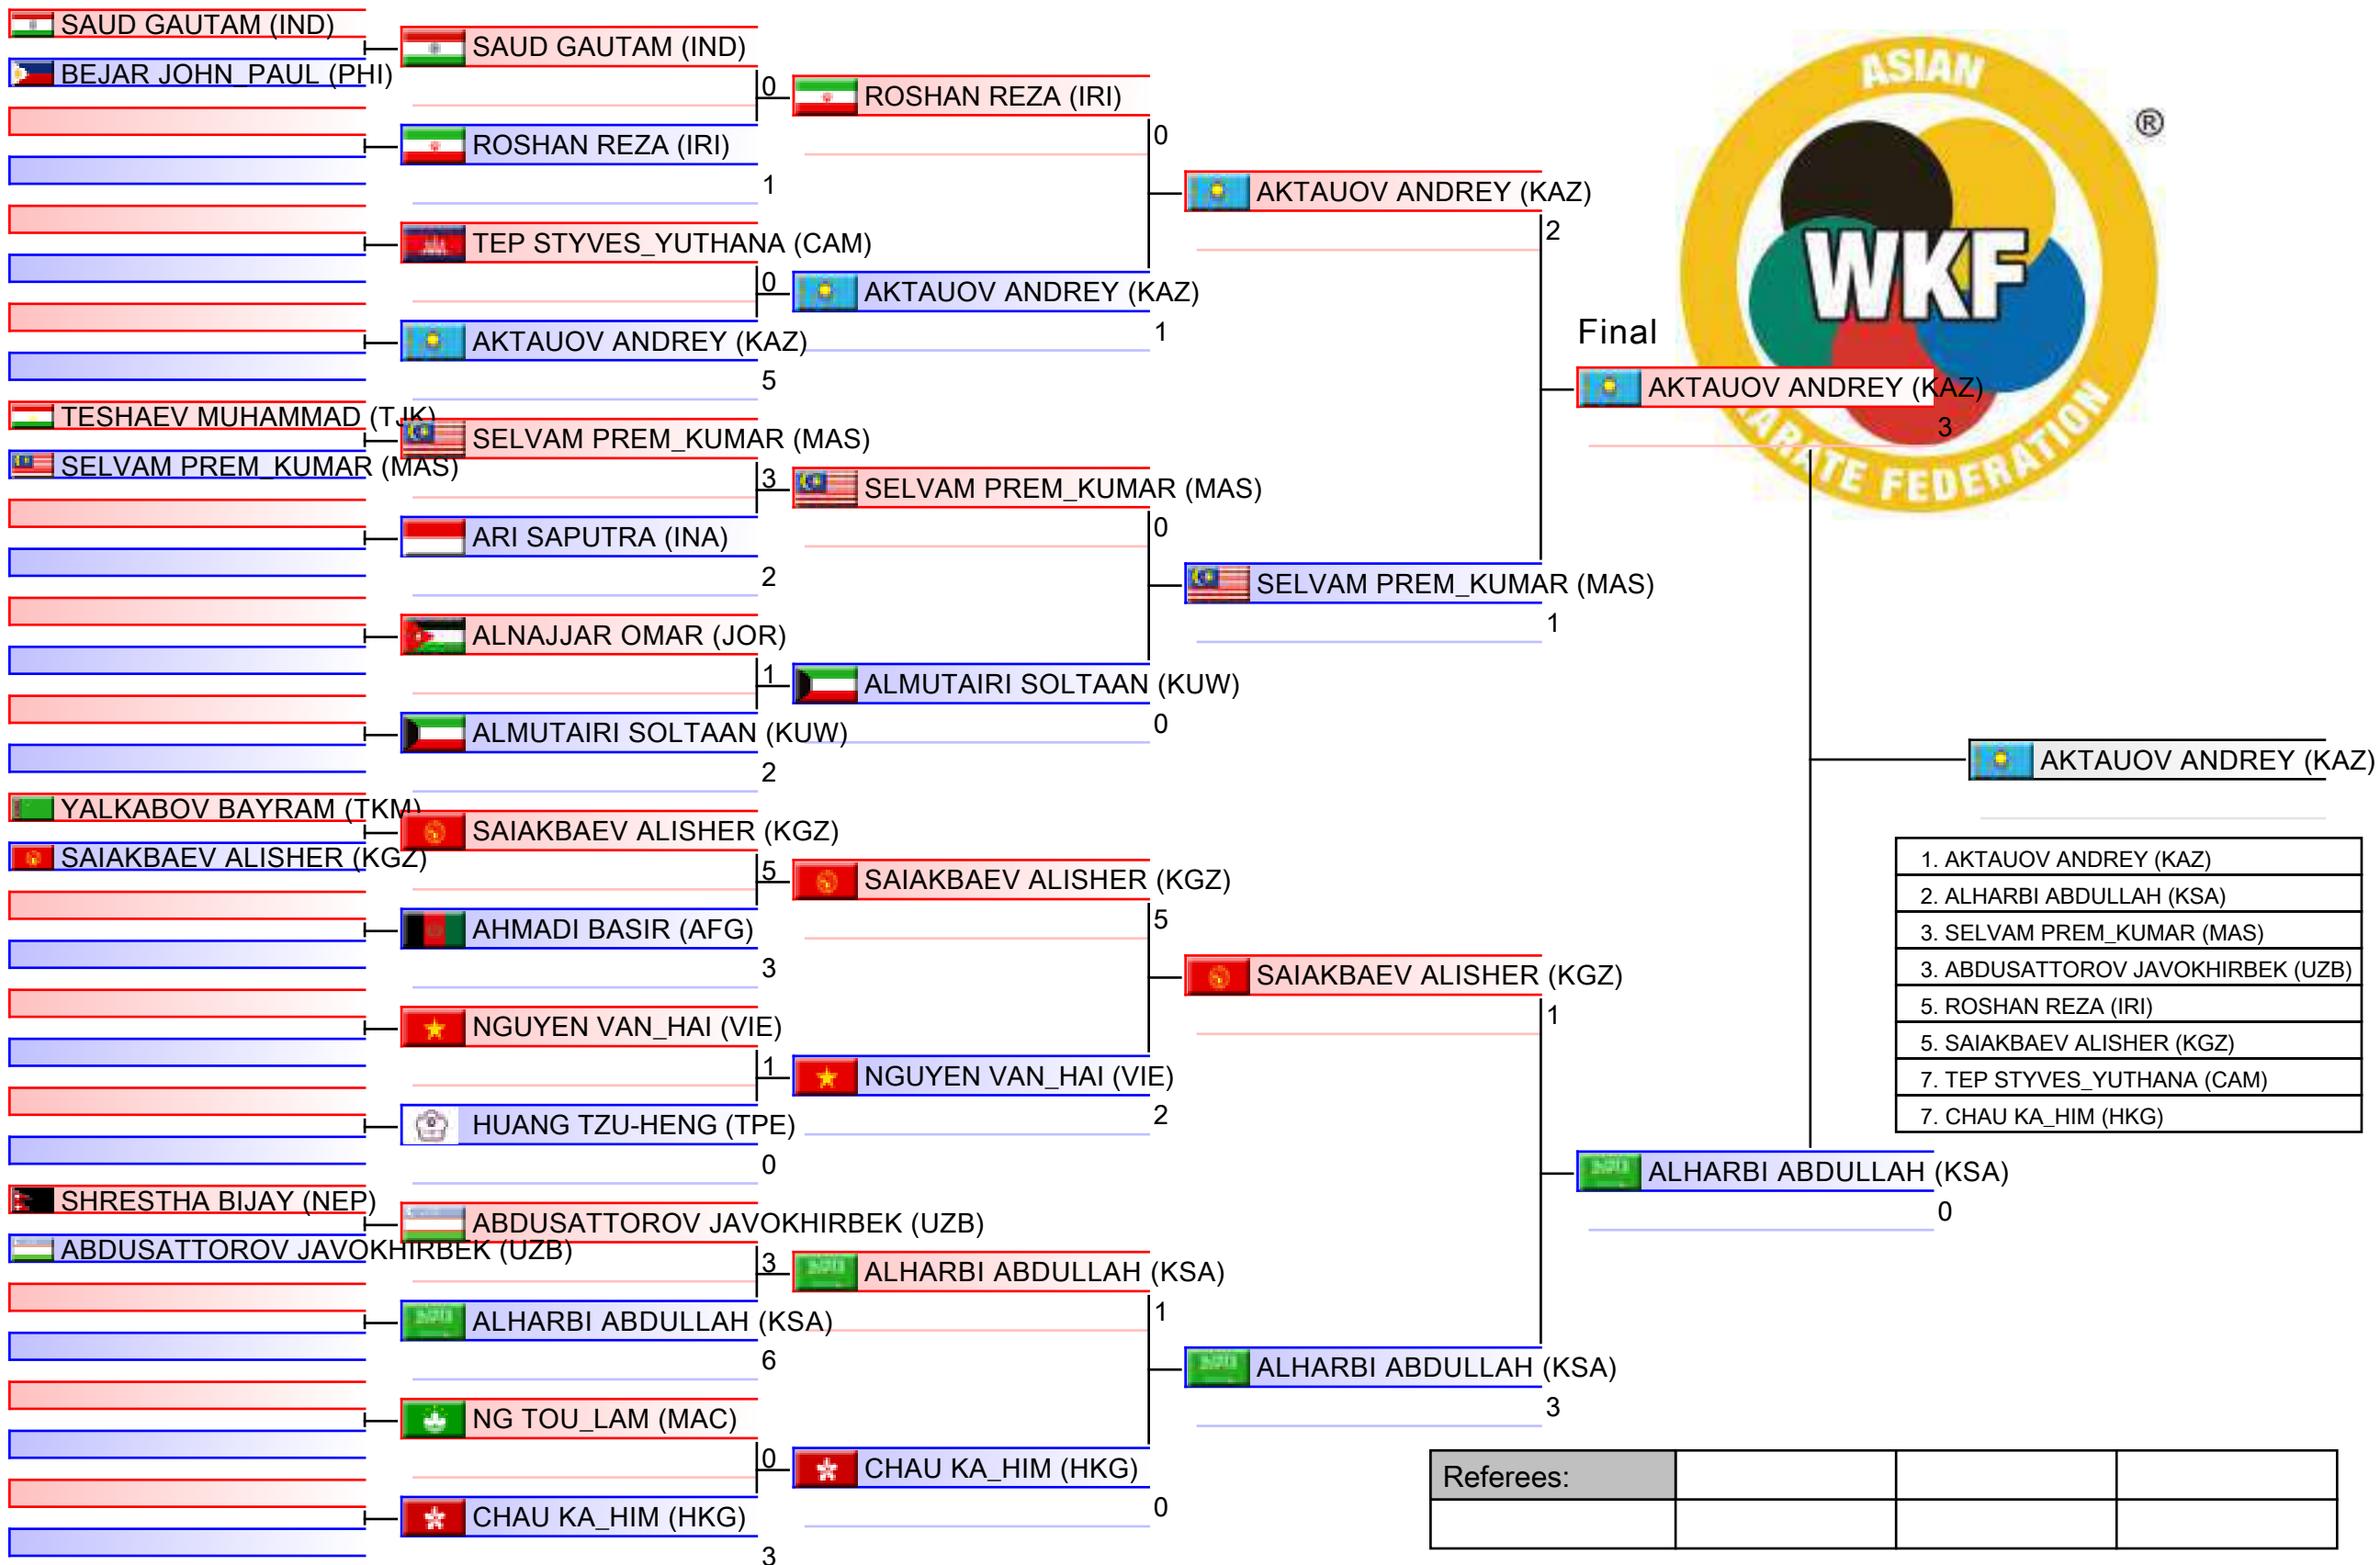 SAUD GAUTAM (IND)
BEJAR JOHN_PAUL (PHI)
TESHAEV MUHAMMAD (TJK)
SELVAM PREM_KUMAR (MAS)
YALKABOV BAYRAM (TKM)
SAIAKBAEV ALISHER (KGZ)
SHRESTHA BIJAY (NEP)
ABDUSATTOROV JAVOKHIRBEK (UZB)
SAUD GAUTAM (IND)
0
ROSHAN REZA (IRI)
1
TEP STYVES_YUTHANA (CAM)
0
AKTAUOV ANDREY (KAZ)
5
SELVAM PREM_KUMAR (MAS)
3
ARI SAPUTRA (INA)
2
ALNAJJAR OMAR (JOR)
1
ALMUTAIRI SOLTAAN (KUW)
2
SAIAKBAEV ALISHER (KGZ)
5
AHMADI BASIR (AFG)
3
NGUYEN VAN_HAI (VIE)
1
HUANG TZU-HENG (TPE)
0
ABDUSATTOROV JAVOKHIRBEK (UZB)
3
ALHARBI ABDULLAH (KSA)
6
NG TOU_LAM (MAC)
0
CHAU KA_HIM (HKG)
3
ROSHAN REZA (IRI)
0
AKTAUOV ANDREY (KAZ)
1
SELVAM PREM_KUMAR (MAS)
0
ALMUTAIRI SOLTAAN (KUW)
0
SAIAKBAEV ALISHER (KGZ)
5
NGUYEN VAN_HAI (VIE)
2
ALHARBI ABDULLAH (KSA)
1
CHAU KA_HIM (HKG)
0
AKTAUOV ANDREY (KAZ)
2
SELVAM PREM_KUMAR (MAS)
1
SAIAKBAEV ALISHER (KGZ)
1
ALHARBI ABDULLAH (KSA)
3
Final
AKTAUOV ANDREY (KAZ)
3
ALHARBI ABDULLAH (KSA)
0
ASIAN
®
WKF
KARATE FEDERATION
AKTAUOV ANDREY (KAZ)
1. AKTAUOV ANDREY (KAZ)
2. ALHARBI ABDULLAH (KSA)
3. SELVAM PREM_KUMAR (MAS)
3. ABDUSATTOROV JAVOKHIRBEK (UZB)
5. ROSHAN REZA (IRI)
5. SAIAKBAEV ALISHER (KGZ)
7. TEP STYVES_YUTHANA (CAM)
7. CHAU KA_HIM (HKG)
Referees: